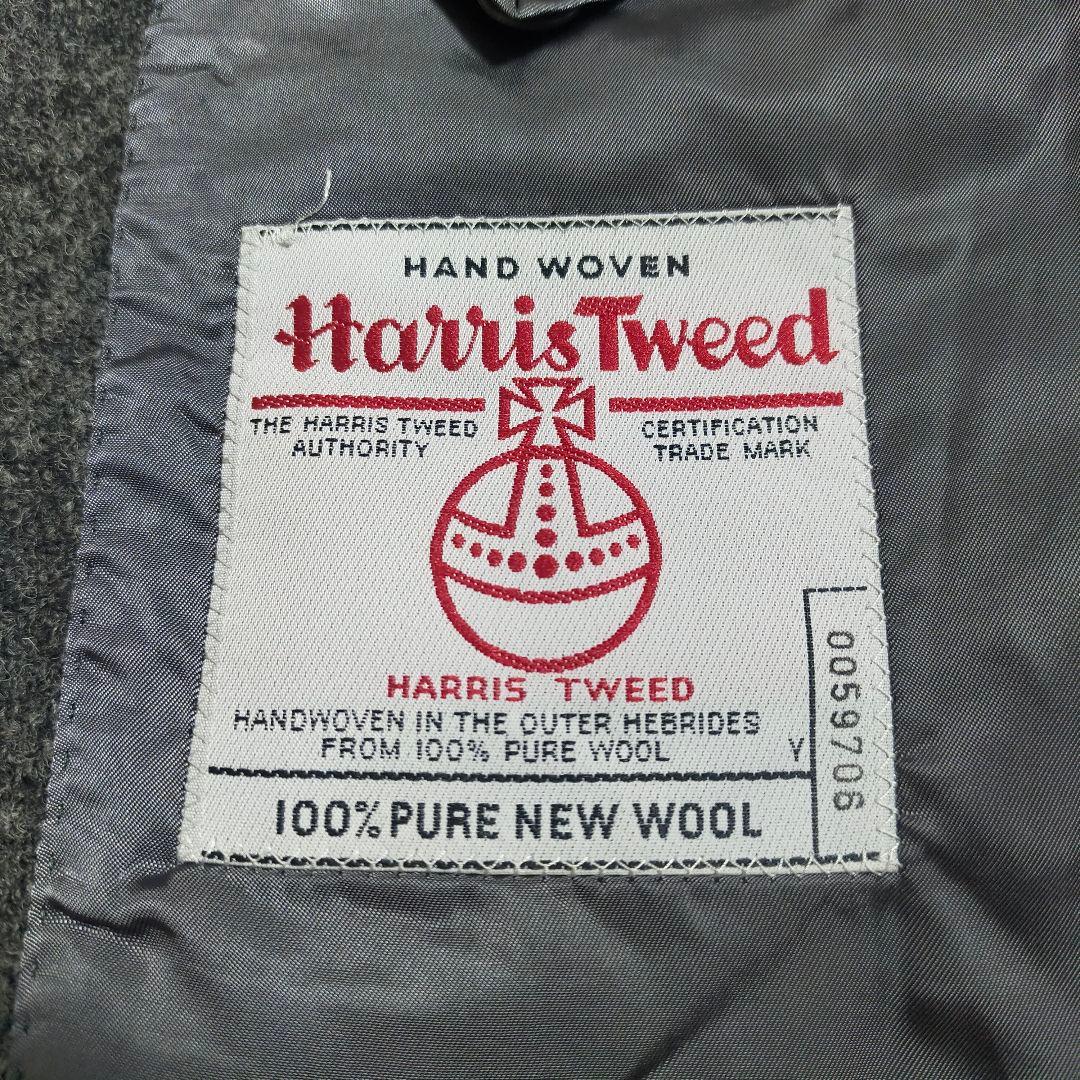 HAND WOVEN
Harris Tweed
THE HARRIS TWEED
AUTHORITY
CERTIFICATION
TRADE MARK
HARRIS TWEED
HANDWOVEN IN THE OUTER HEBRIDES
FROM 100% PURE WOOL
Y
0059706
100% PURE NEW WOOL